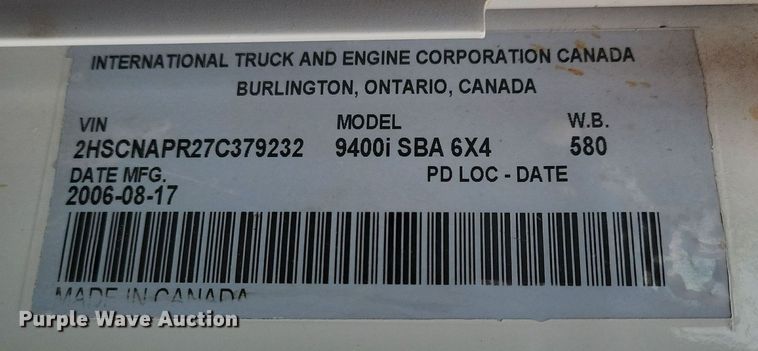 INTERNATIONAL TRUCK AND ENGINE CORPORATION CANADA
BURLINGTON, ONTARIO, CANADA
VIN MODEL W.B.
2HSCNAPR27C379232 9400i SBA 6X4 580
DATE MFG. PD LOC - DATE
2006-08-17
MADE IN CANADA
Purple Wave Auction